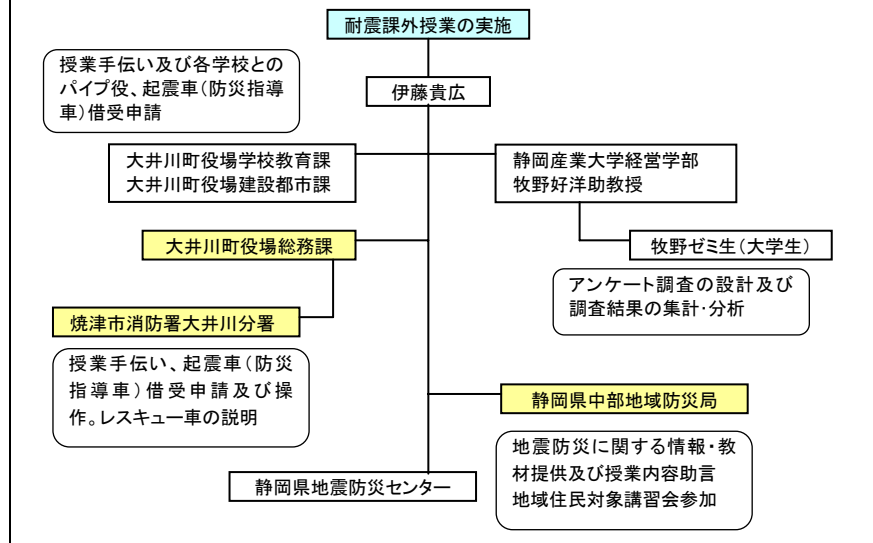 耐震課外授業の実施
授業手伝い及び各学校との
パイプ役、起震車(防災指導
車)借受申請
伊藤貴広
大井川町役場学校教育課
大井川町役場建設都市課
静岡産業大学経営学部
牧野好洋助教授
大井川町役場総務課
牧野ゼミ生(大学生)
アンケート調査の設計及び
調査結果の集計・分析
焼津市消防署大井川分署
授業手伝い、起震車(防災
指導車)借受申請及び操
作。レスキュー車の説明
静岡県中部地域防災局
地震防災に関する情報・教
材提供及び授業内容助言
地域住民対象講習会参加
静岡県地震防災センター